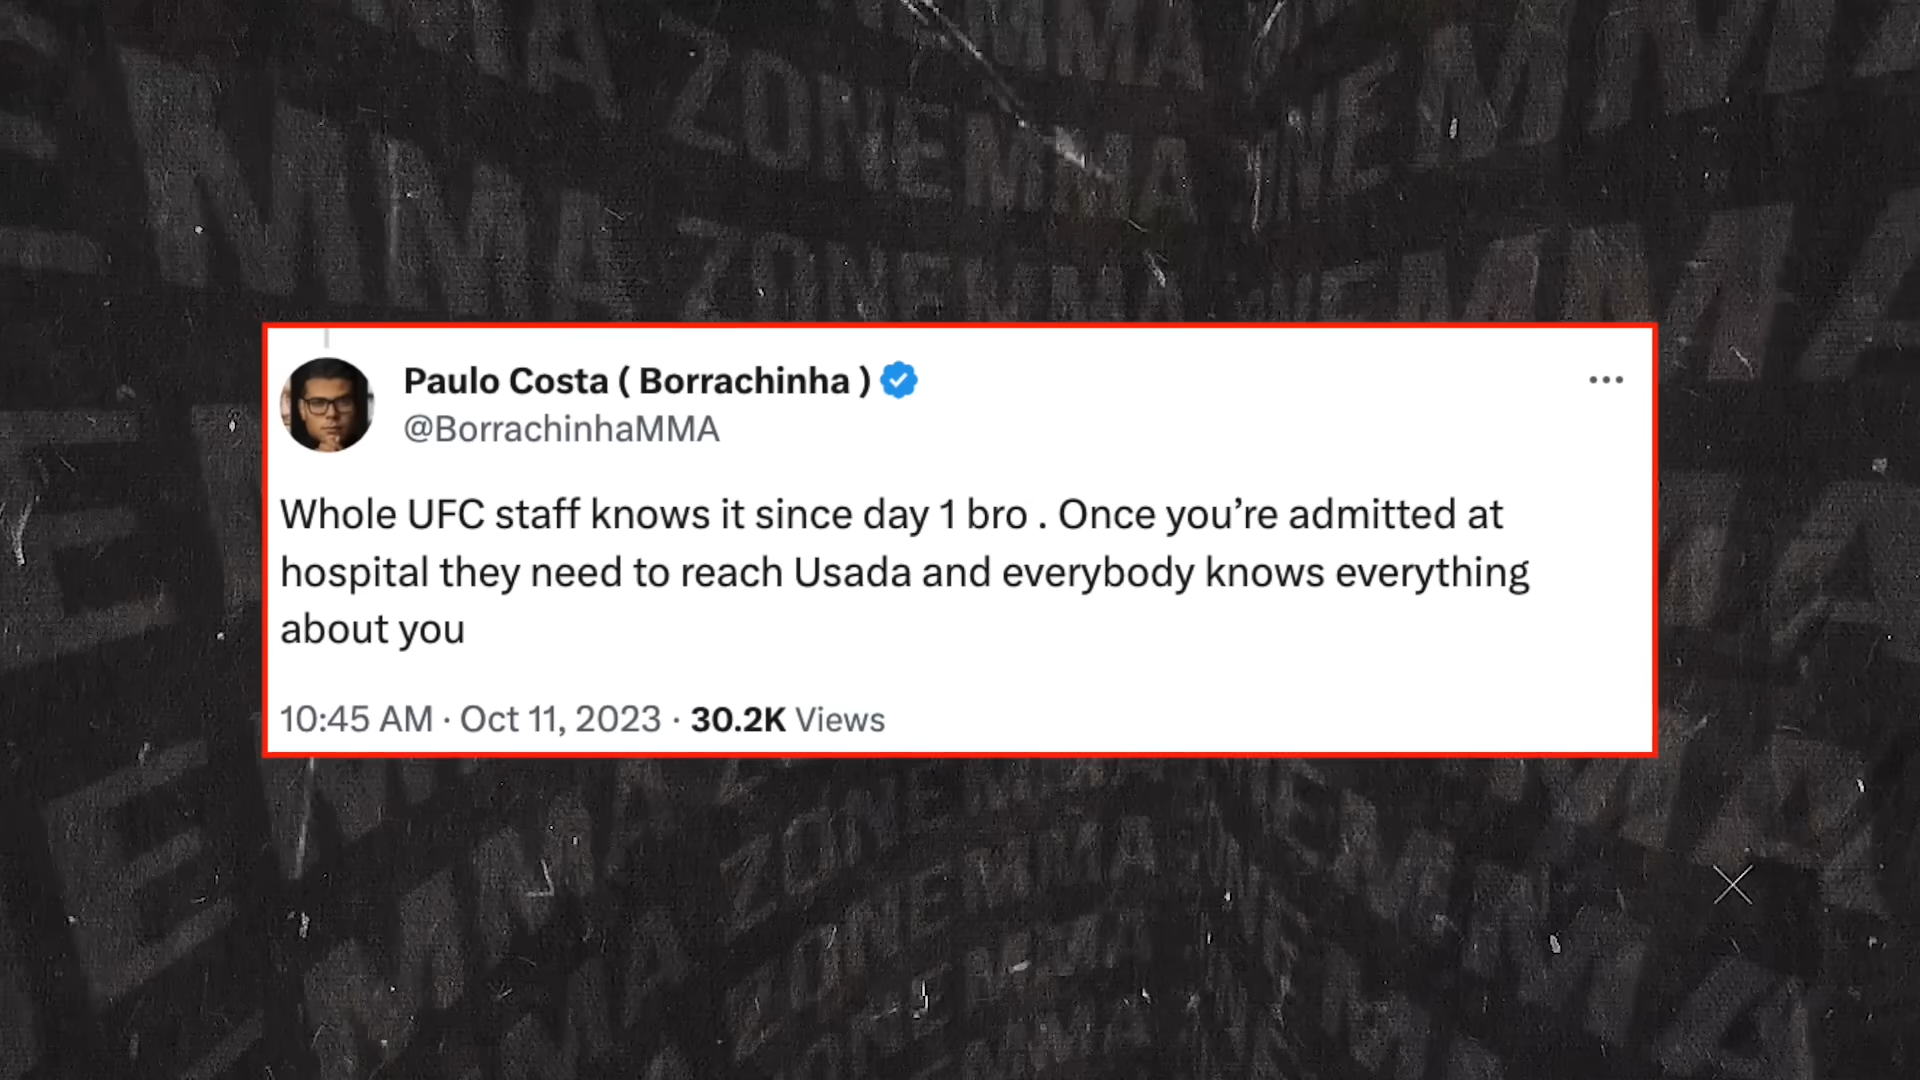 Paulo Costa ( Borrachinha )
@BorrachinhaMMA
Whole UFC staff knows it since day 1 bro . Once you’re admitted at
hospital they need to reach Usada and everybody knows everything
about you
10:45 AM · Oct 11, 2023 · 30.2K Views